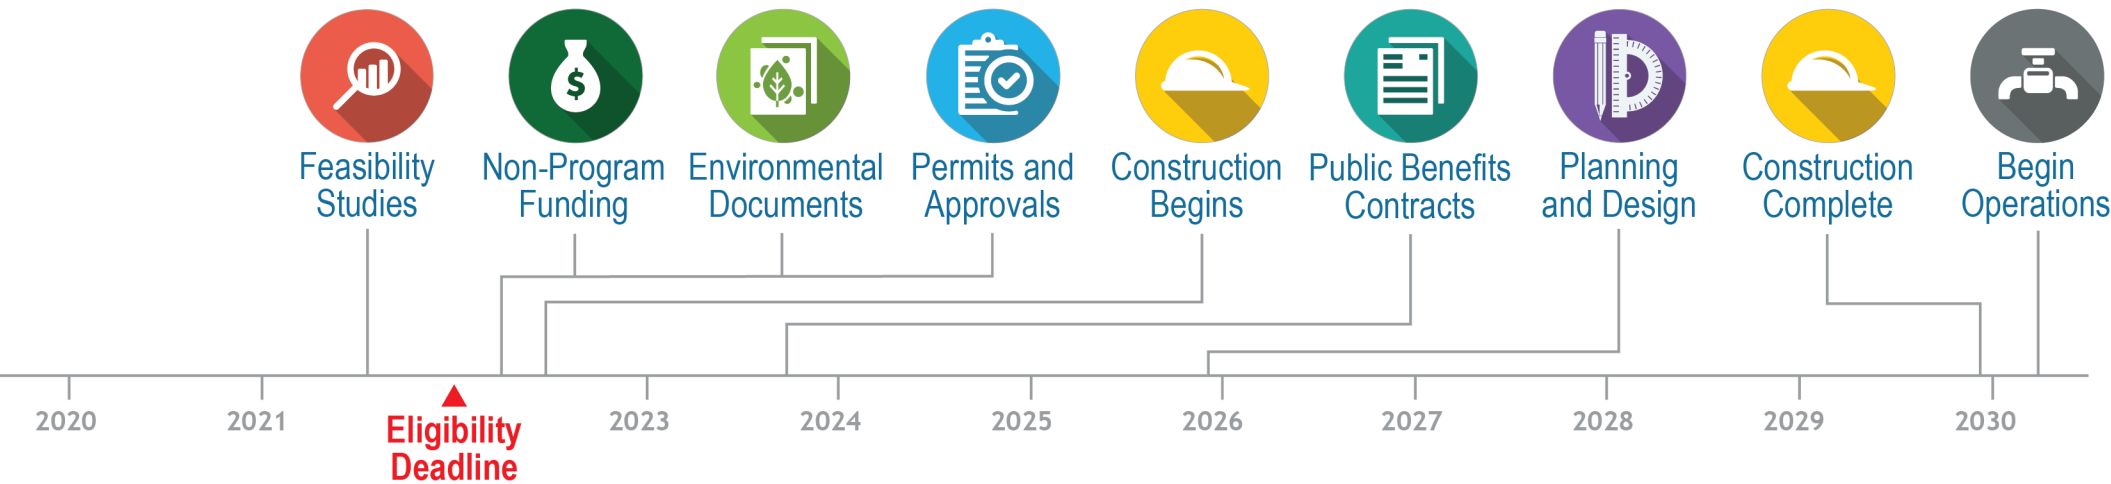 Feasibility
Studies
Non-Program
Funding
$
Environmental
Documents
Permits and
Approvals
Construction
Begins
Public Benefits
Contracts
Planning
and Design
Construction
Complete
Begin
Operations
2020
2021
Eligibility
Deadline
2023
2024
2025
2026
2027
2028
2029
2030